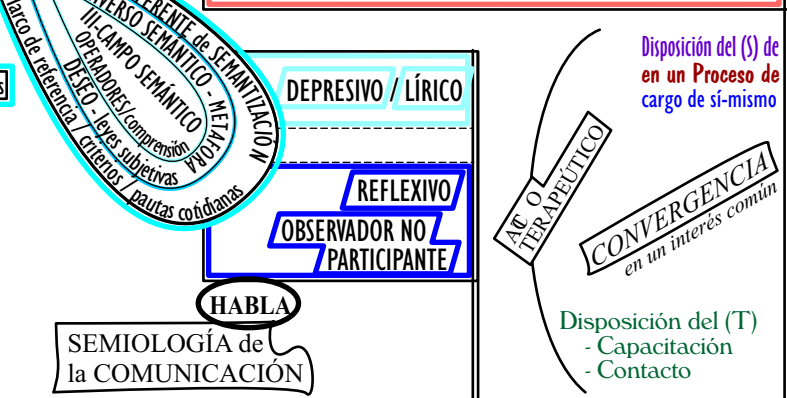 REFERENTE de SEMANTIZACIÓN
UNIVERSO SEMÁNTICO - METAFORA
III-CAMPO SEMÁNTICO
OPERADORES/comprensión
DESEO - leyes subjetivas
Marco de referencia / criterios / pautas cotidianas
DEPRESIVO / LÍRICO
REFLEXIVO
OBSERVADOR NO
PARTICIPANTE
HABLA
SEMIOLOGÍA de
la COMUNICACIÓN
TERAPEÚTICO
CONVERGENCIA
en un interés común
Disposición del (S) de
en un Proceso de
cargo de sí-mismo
Disposición del (T)
- Capacitación
- Contacto